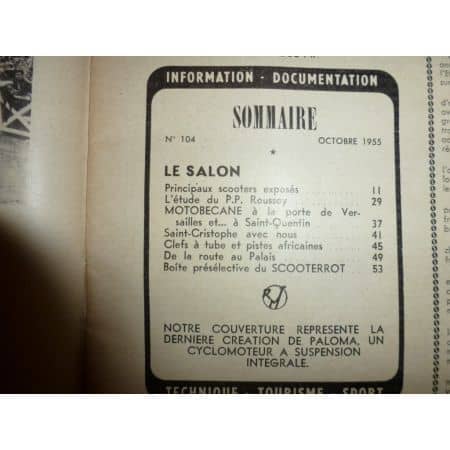 INFORMATION - DOCUMENTATION
SOMMAIRE
N° 104 OCTOBRE 1955
LE SALON
Principaux scooters exposés 11
L'étude du P.P. Roussey 29
MOTOBECANE à la porte de Ver-
sailles et... à Saint-Quentin 37
Saint-Cristophe avec nous 41
Clefs à tube et pistes africaines 45
De la route au Palais 49
Boîte présélective du SCOOTERROT 53
NOTRE COUVERTURE REPRESENTE LA
DERNIERE CREATION DE PALOMA, UN
CYCLOMOTEUR A SUSPENSION
INTEGRALE.
TECHNIQUE - TOURISME - SPORT